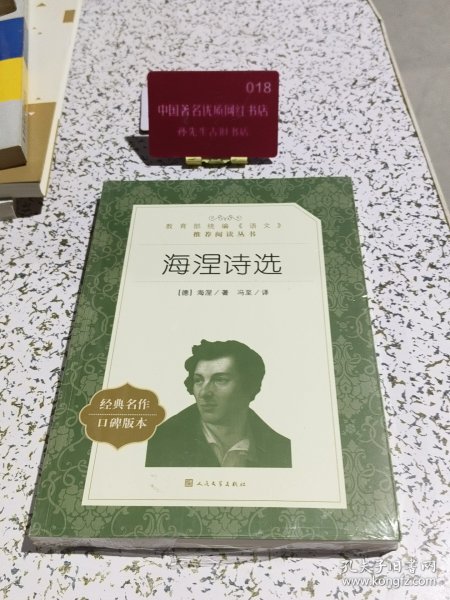 018
中国著名优质网红书店
孙先生古旧书店
教育部统编《语文》
推荐阅读丛书
海涅诗选
[德]海涅/著 冯至/译
经典名作
口碑版本
人民文学出版社
孔夫子旧书网
www.kongfz.com